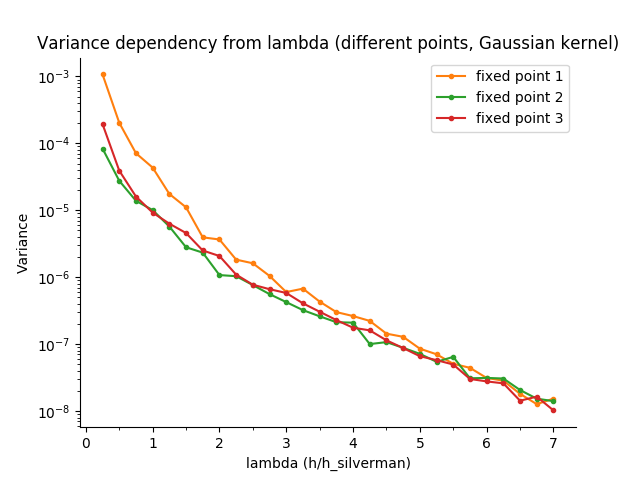 Variance dependency from lambda (different points, Gaussian kernel)
fixed point 1
fixed point 2
fixed point 3
Variance
10⁻³
10⁻⁴
10⁻⁵
10⁻⁶
10⁻⁷
10⁻⁸
0 1 2 3 4 5 6 7
lambda (h/h_silverman)